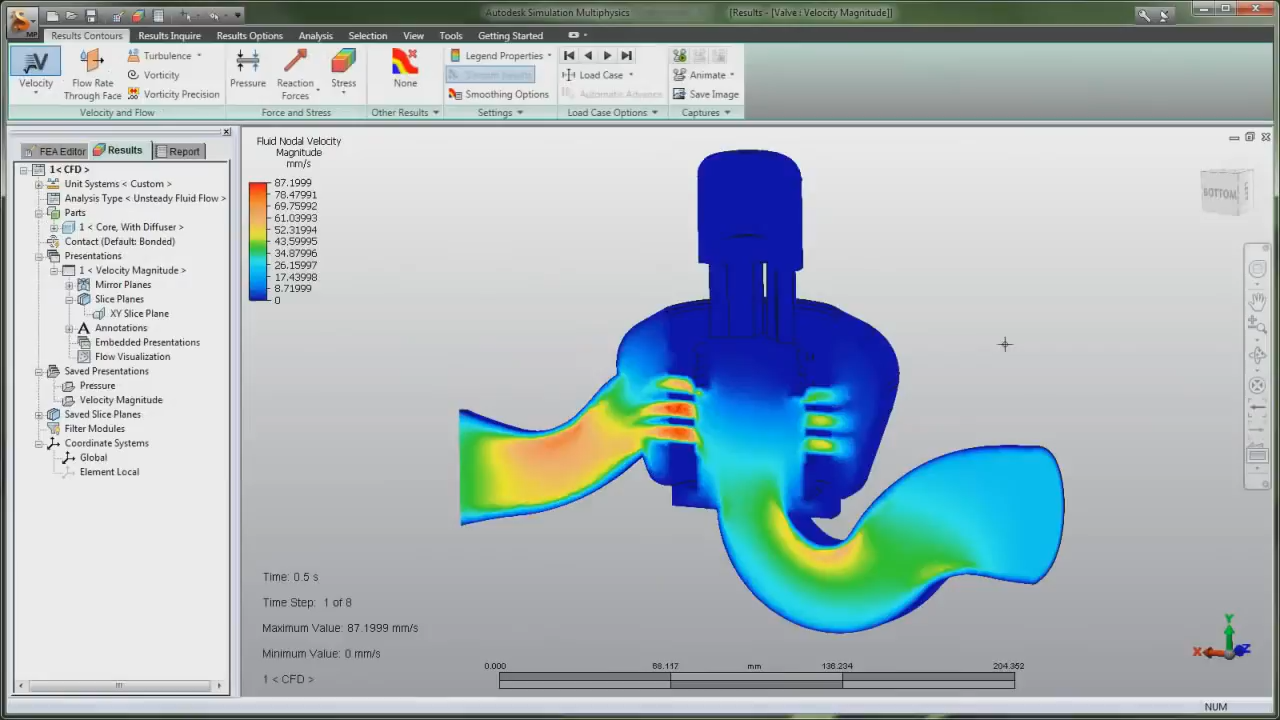 Autodesk Simulation Multiphysics [Results - [Valve : Velocity Magnitude]]
MP
Results Contours Results Inquire Results Options Analysis Selection View Tools Getting Started
Velocity
Flow Rate
Through Face
Turbulence
Vorticity
Vorticity Precision
Velocity and Flow
Pressure
Reaction
Forces
Stress
Force and Stress
None
Other Results
Legend Properties
Smooth Results
Smoothing Options
Settings
Load Case
Automatic Advance
Load Case Options
Animate
Save Image
Captures
FEA Editor Results Report
1 < CFD >
Unit Systems < Custom >
Analysis Type < Unsteady Fluid Flow >
Parts
1 < Core, With Diffuser >
Contact (Default: Bonded)
Presentations
1 < Velocity Magnitude >
Mirror Planes
Slice Planes
XY Slice Plane
Annotations
Embedded Presentations
Flow Visualization
Saved Presentations
Pressure
Velocity Magnitude
Saved Slice Planes
Filter Modules
Coordinate Systems
Global
Element Local
Fluid Nodal Velocity
Magnitude
mm/s
87.1999
78.47991
69.75992
61.03993
52.31994
43.59995
34.87996
26.15997
17.43998
8.71999
0
BOTTOM
Time: 0.5 s
Time Step: 1 of 8
Maximum Value: 87.1999 mm/s
Minimum Value: 0 mm/s
1 < CFD >
0.000 mm 136.234 204.352
Y
X Z
NUM